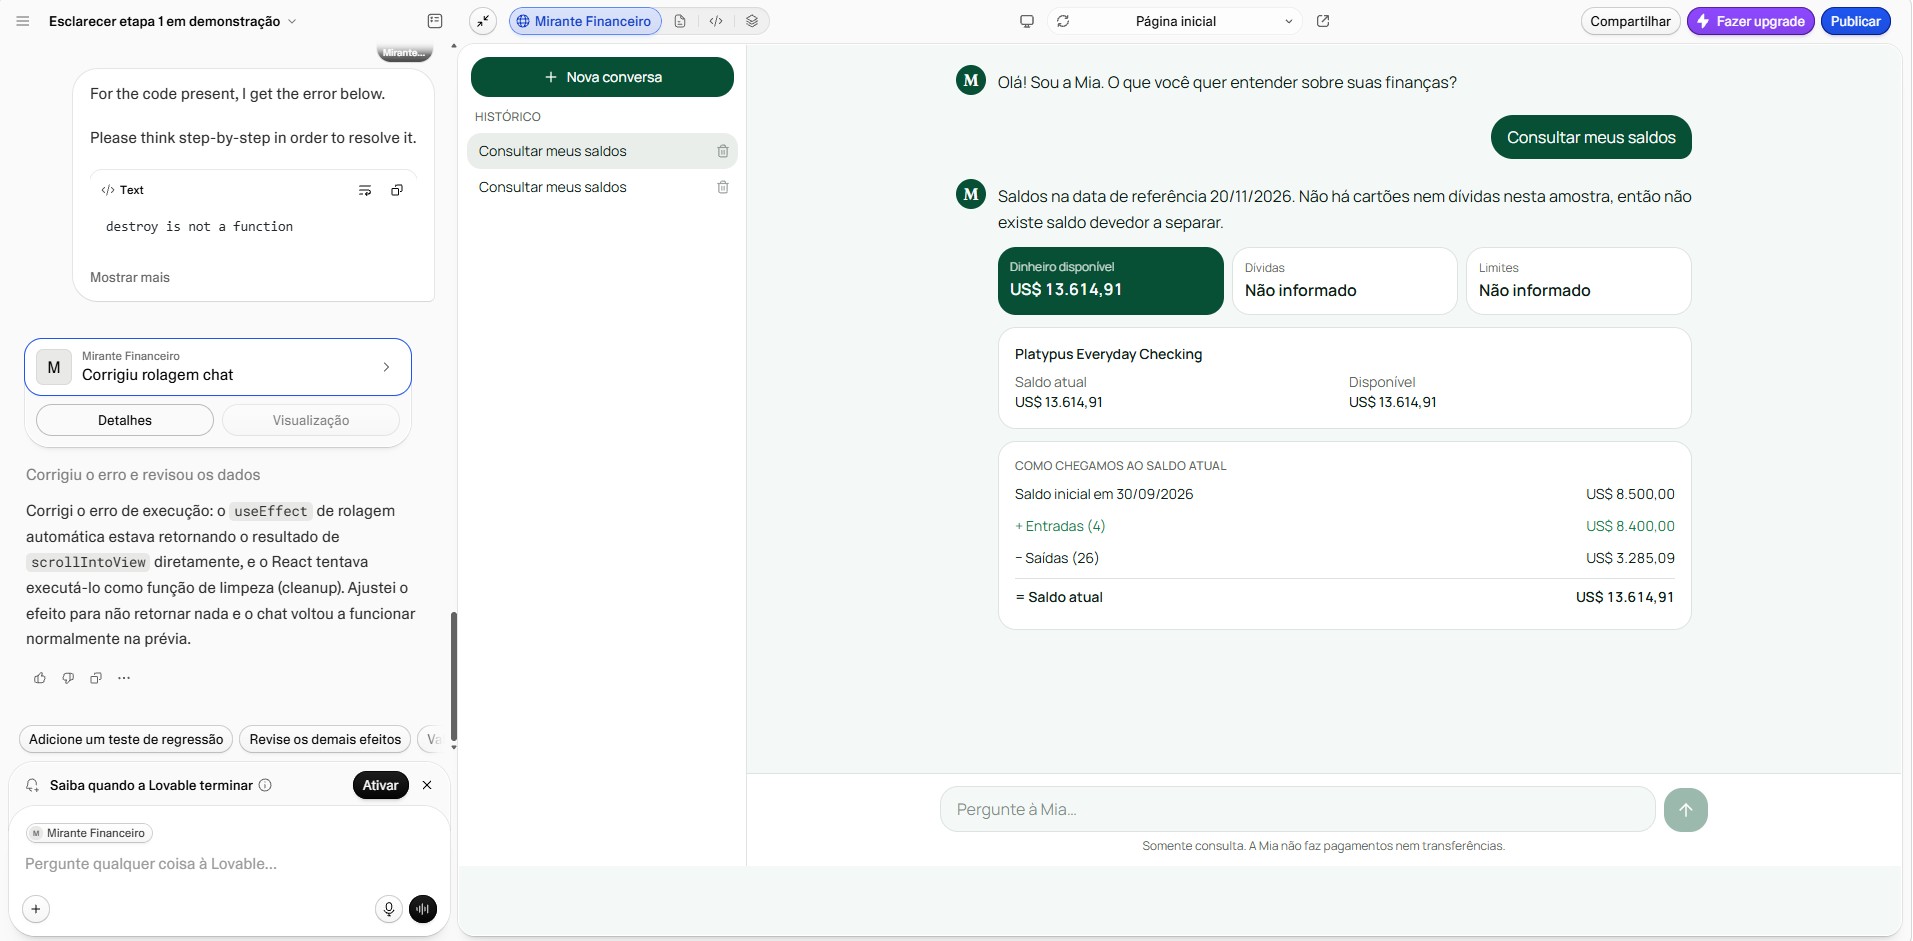 Esclarecer etapa 1 em demonstração
Mirante Financeiro
Página inicial
Compartilhar
Fazer upgrade
Publicar
Mirante...
For the code present, I get the error below.
Please think step-by-step in order to resolve it.
</> Text
destroy is not a function
Mostrar mais
M
Mirante Financeiro
Corrigiu rolagem chat
Detalhes
Visualização
Corrigiu o erro e revisou os dados
Corrigi o erro de execução: o useEffect de rolagem
automática estava retornando o resultado de
scrollIntoView diretamente, e o React tentava
executá-lo como função de limpeza (cleanup). Ajustei o
efeito para não retornar nada e o chat voltou a funcionar
normalmente na prévia.
Adicione um teste de regressão
Revise os demais efeitos
Saiba quando a Lovable terminar
Ativar
M Mirante Financeiro
Pergunte qualquer coisa à Lovable...
+ Nova conversa
HISTÓRICO
Consultar meus saldos
Consultar meus saldos
M
Olá! Sou a Mia. O que você quer entender sobre suas finanças?
Consultar meus saldos
M
Saldos na data de referência 20/11/2026. Não há cartões nem dívidas nesta amostra, então não
existe saldo devedor a separar.
Dinheiro disponível
US$ 13.614,91
Dívidas
Não informado
Limites
Não informado
Platypus Everyday Checking
Saldo atual
US$ 13.614,91
Disponível
US$ 13.614,91
COMO CHEGAMOS AO SALDO ATUAL
Saldo inicial em 30/09/2026 US$ 8.500,00
+ Entradas (4) US$ 8.400,00
− Saídas (26) US$ 3.285,09
= Saldo atual US$ 13.614,91
Pergunte à Mia...
Somente consulta. A Mia não faz pagamentos nem transferências.